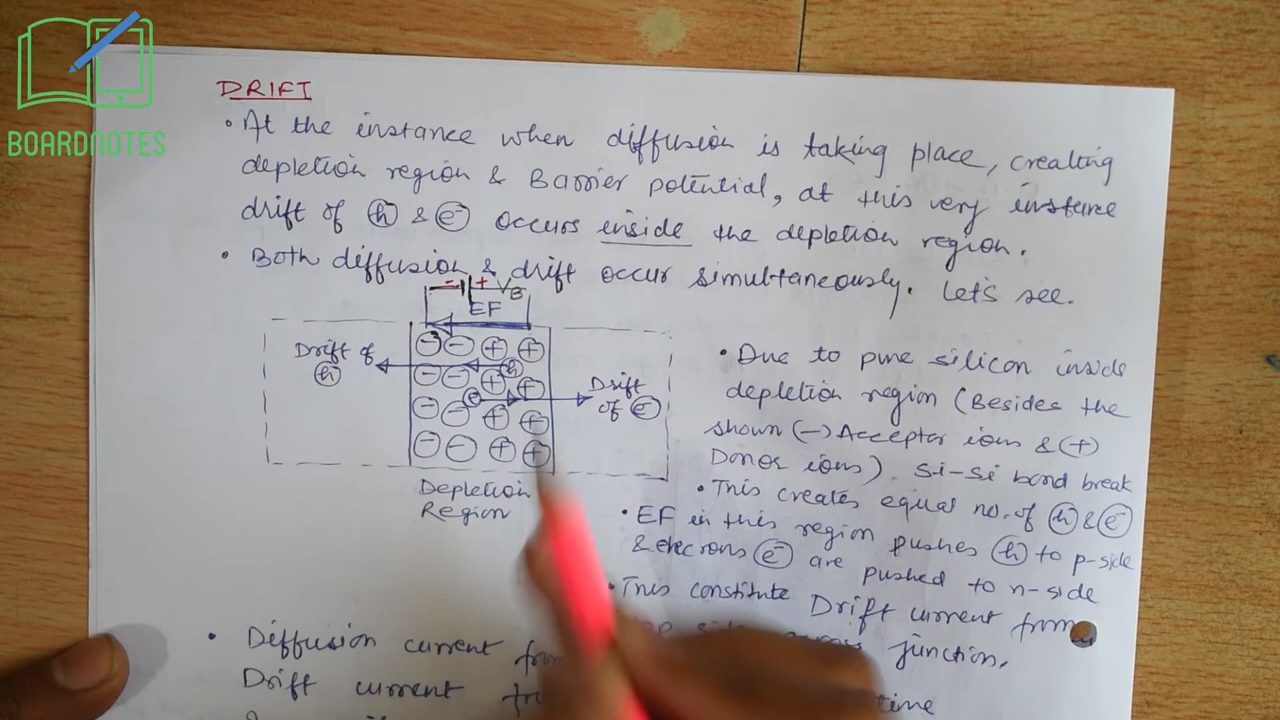 BOARDNOTES
DRIFT
• At the instance when diffusion is taking place, creating
depletion region & Barrier potential, at this very instance
drift of h & e⁻ occurs inside the depletion region.
• Both diffusion & drift occur simultaneously. Let's see.
- + VB
EF
Drift of
h
- - + +
- - + + h
- - e + +
- - + +
Drift
of e⁻
Depletion
Region
• Due to pure silicon inside
depletion region (Besides the
shown (-) Acceptor ions & (+)
Donor ions). Si-Si bond break
• This creates equal no. of h & e⁻
• EF in this region pushes h to p-side
& elecrons e⁻ are pushed to n-side
• This constitute Drift current from
side junction.
• Diffusion current
Drift current
time